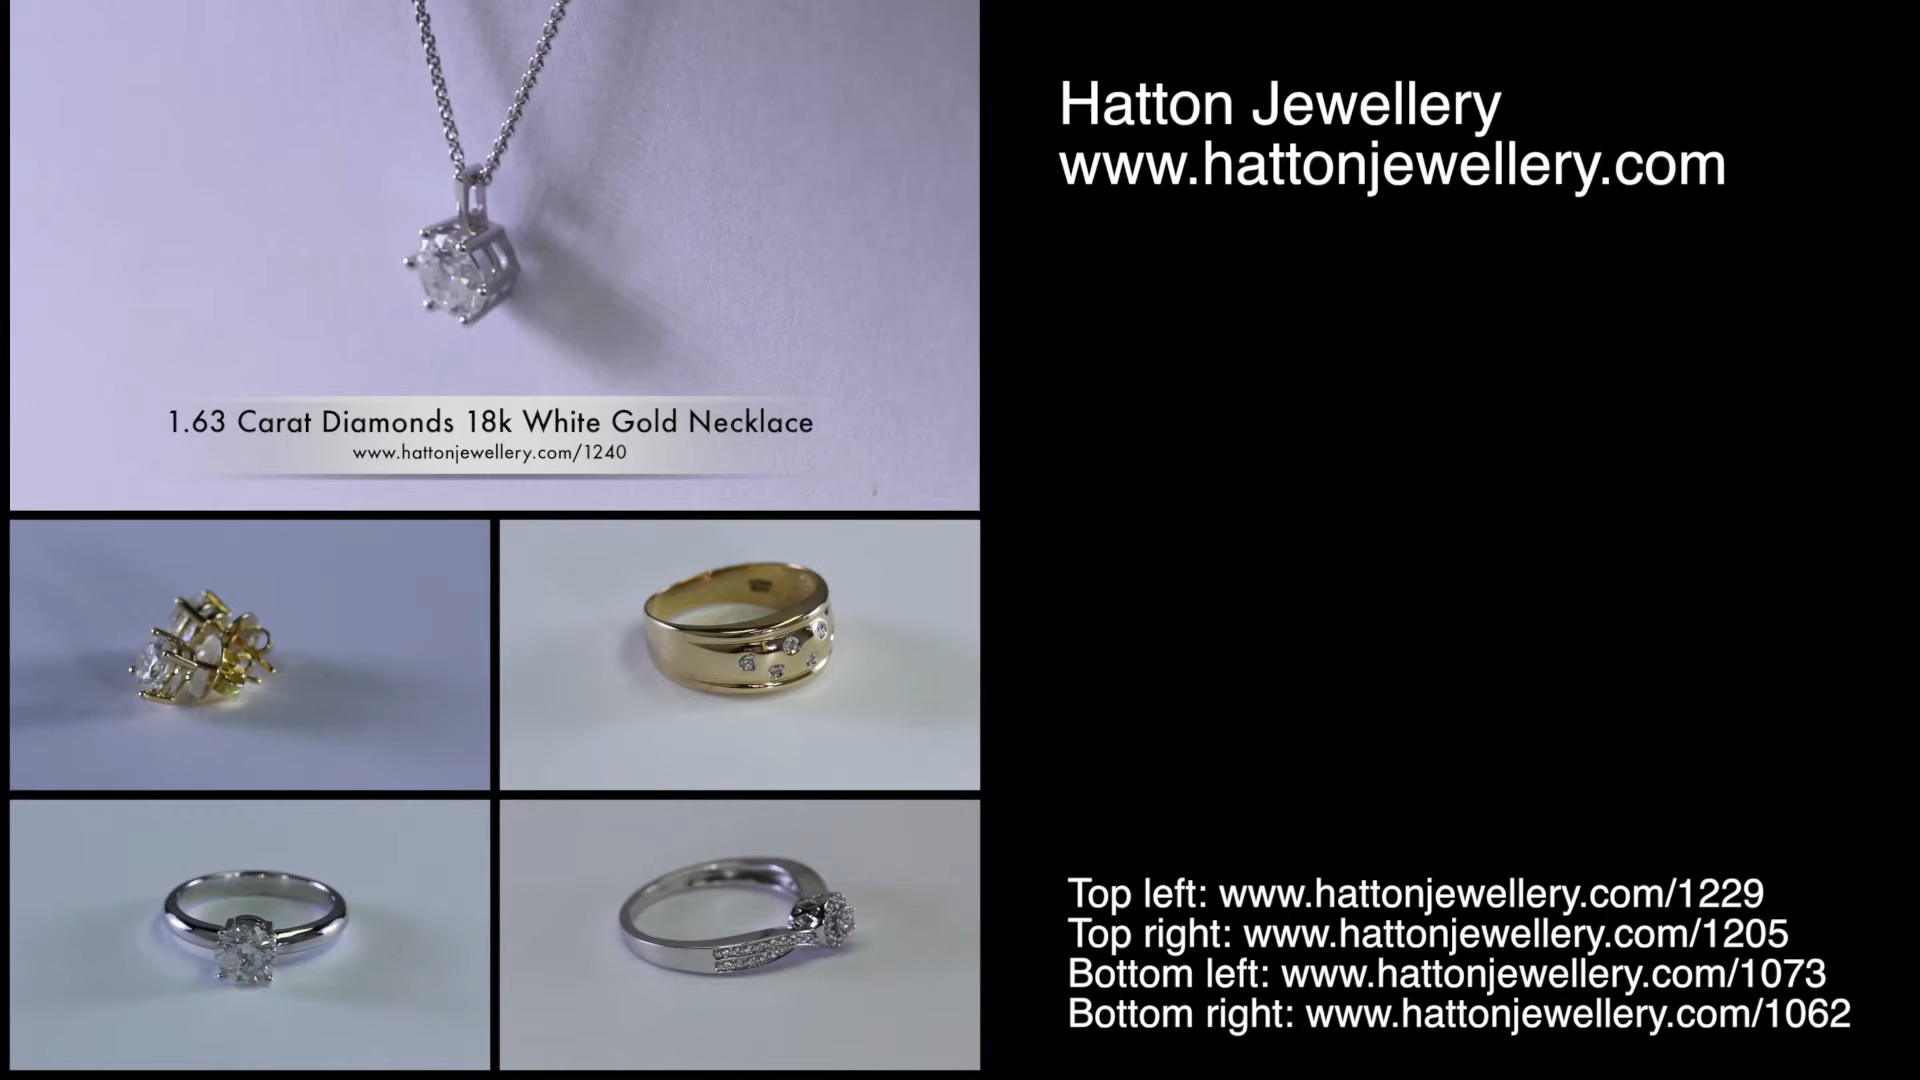 1.63 Carat Diamonds 18k White Gold Necklace
www.hattonjewellery.com/1240
Hatton Jewellery
www.hattonjewellery.com
Top left: www.hattonjewellery.com/1229
Top right: www.hattonjewellery.com/1205
Bottom left: www.hattonjewellery.com/1073
Bottom right: www.hattonjewellery.com/1062